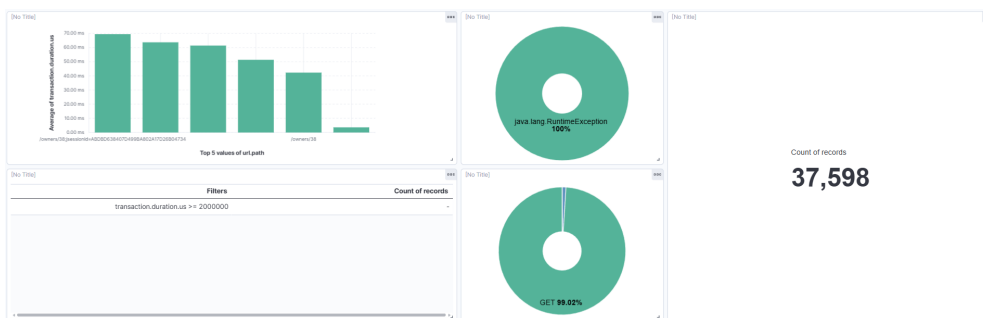 [No Title]
70.00 ms
60.00 ms
50.00 ms
40.00 ms
30.00 ms
20.00 ms
10.00 ms
0.00 ms
Average of transaction.duration.us
/owners/38
Top 5 values of url.path
[No Title]
java.lang.RuntimeException
100%
[No Title]
Count of records
37,598
[No Title]
Filters
Count of records
transaction.duration.us >= 2000000
-
[No Title]
GET 99.02%